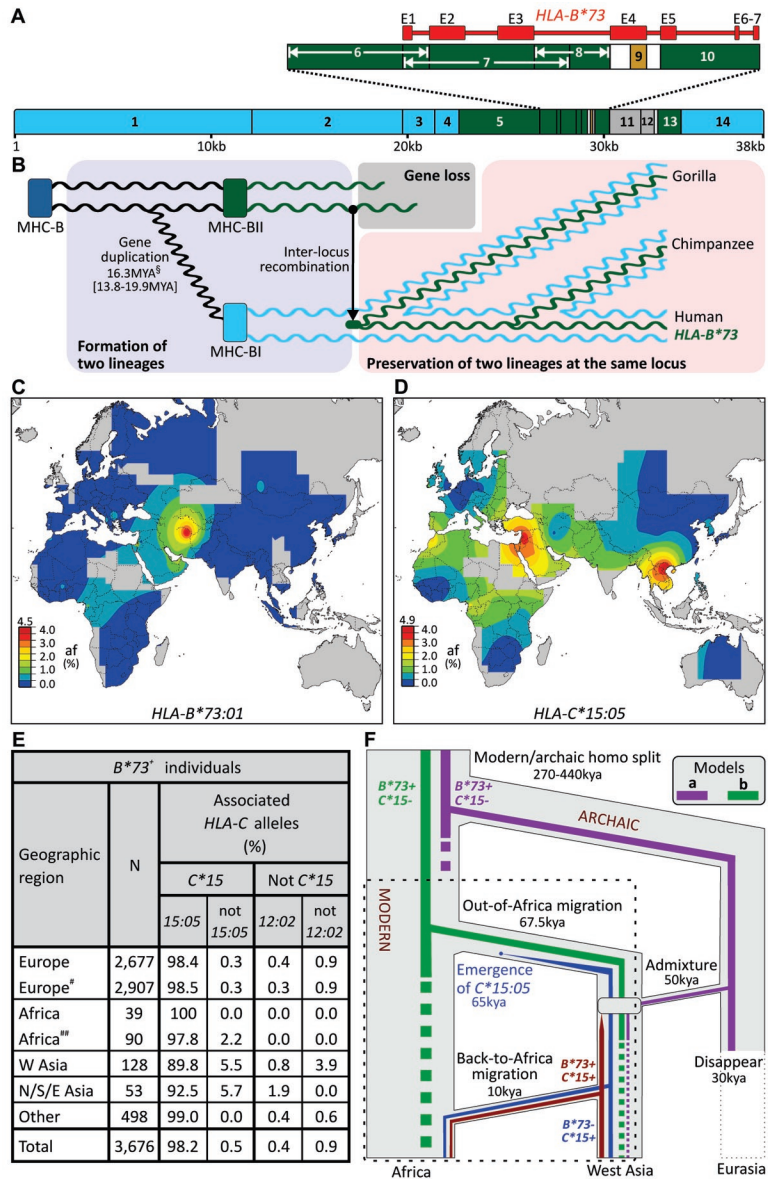 A
HLA-B*73
E1 E2 E3 E4 E5 E6-7
6 7 8 9 10
1 2 3 4 5 11 12 13 14
1 10kb 20kb 30kb 38kb
B
Gene loss
Gorilla
MHC-B
MHC-BII
Gene
duplication
16.3MYA§
[13.8-19.9MYA]
Inter-locus
recombination
Chimpanzee
Human
HLA-B*73
MHC-BI
Formation of
two lineages
Preservation of two lineages at the same locus
C
4.5
4.0
3.0
2.0
1.0
0.0
af
(%)
HLA-B*73:01
D
4.9
4.0
3.0
2.0
1.0
0.0
af
(%)
HLA-C*15:05
E
B*73+ individuals
Geographic
region
N
Associated
HLA-C alleles
(%)
C*15 Not C*15
15:05 not 15:05 12:02 not 12:02
Europe 2,677 98.4 0.3 0.4 0.9
Europe# 2,907 98.5 0.3 0.3 0.9
Africa 39 100 0.0 0.0 0.0
Africa## 90 97.8 2.2 0.0 0.0
W Asia 128 89.8 5.5 0.8 3.9
N/S/E Asia 53 92.5 5.7 1.9 0.0
Other 498 99.0 0.0 0.4 0.6
Total 3,676 98.2 0.5 0.4 0.9
F
Modern/archaic homo split
270-440kya
Models
a b
B*73+
C*15-
B*73+
C*15-
ARCHAIC
MODERN
Out-of-Africa migration
67.5kya
Emergence
of C*15:05
65kya
Admixture
50kya
Back-to-Africa
migration
10kya
B*73+
C*15+
Disappear
30kya
B*73-
C*15+
Africa West Asia Eurasia